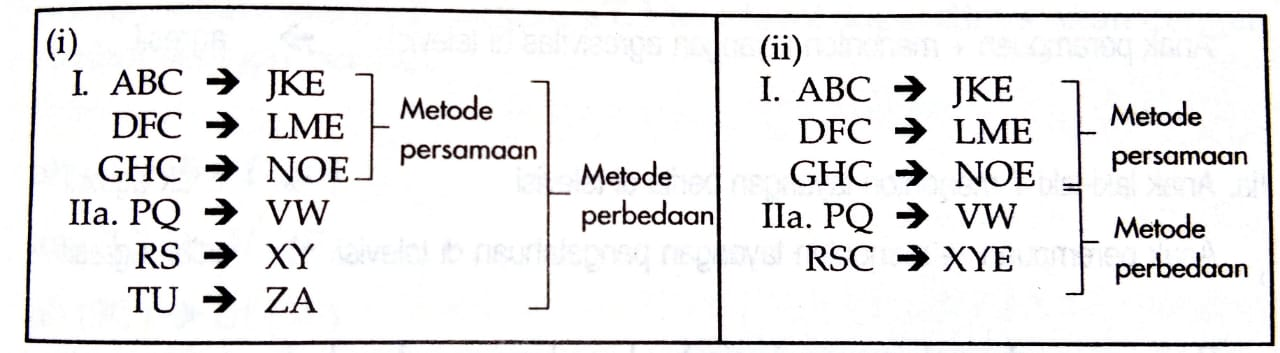 (i)
I. ABC → JKE
DFC → LME
GHC → NOE
Metode
persamaan
IIa. PQ → VW
RS → XY
TU → ZA
Metode
perbedaan
(ii)
I. ABC → JKE
DFC → LME
GHC → NOE
Metode
persamaan
IIa. PQ → VW
RSC → XYE
Metode
perbedaan